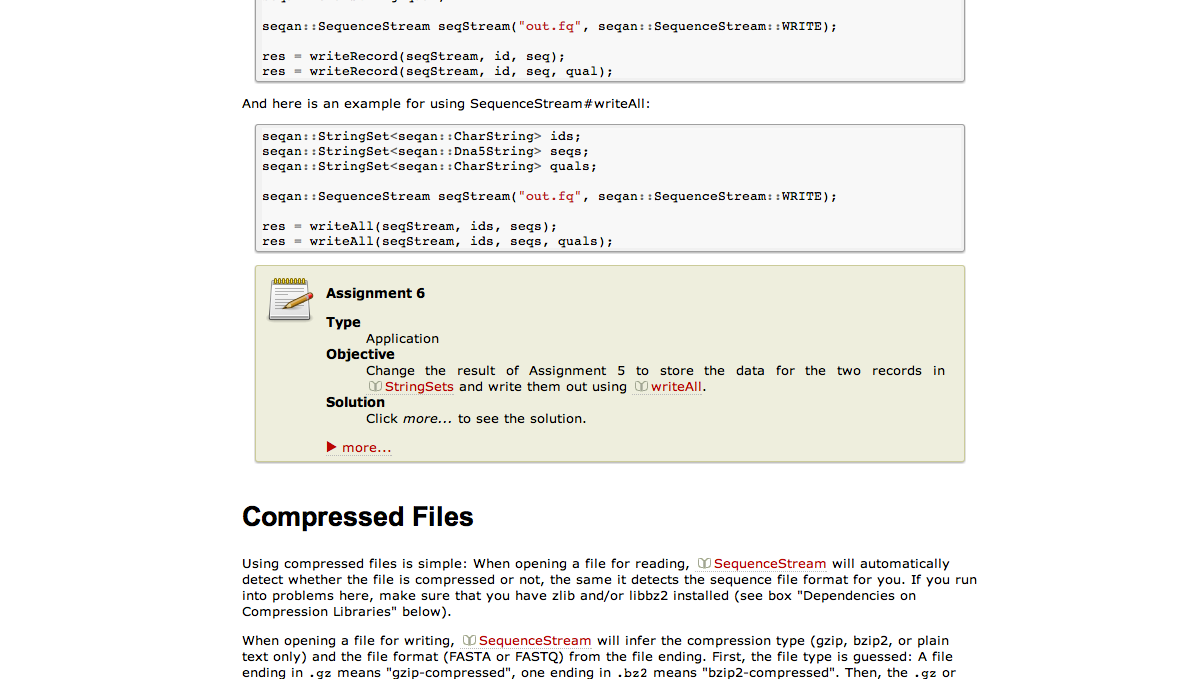 seqan::SequenceStream seqStream("out.fq", seqan::SequenceStream::WRITE);
res = writeRecord(seqStream, id, seq);
res = writeRecord(seqStream, id, seq, qual);
And here is an example for using SequenceStream#writeAll:
seqan::StringSet<seqan::CharString> ids;
seqan::StringSet<seqan::Dna5String> seqs;
seqan::StringSet<seqan::CharString> quals;
seqan::SequenceStream seqStream("out.fq", seqan::SequenceStream::WRITE);
res = writeAll(seqStream, ids, seqs);
res = writeAll(seqStream, ids, seqs, quals);
Assignment 6
Type
Application
Objective
Change the result of Assignment 5 to store the data for the two records in
StringSets and write them out using writeAll.
Solution
Click more... to see the solution.
more...
Compressed Files
Using compressed files is simple: When opening a file for reading, SequenceStream will automatically
detect whether the file is compressed or not, the same it detects the sequence file format for you. If you run
into problems here, make sure that you have zlib and/or libbz2 installed (see box "Dependencies on
Compression Libraries" below).
When opening a file for writing, SequenceStream will infer the compression type (gzip, bzip2, or plain
text only) and the file format (FASTA or FASTQ) from the file ending. First, the file type is guessed: A file
ending in .gz means "gzip-compressed", one ending in .bz2 means "bzip2-compressed". Then, the .gz or